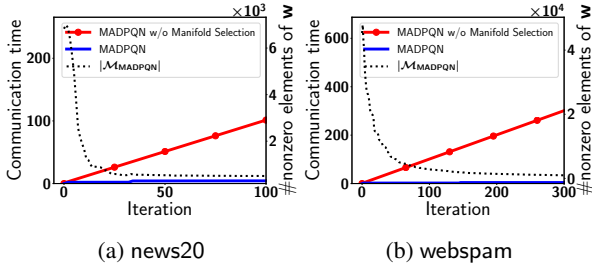 ×10³
Communication time
200
100
0
MADPQN w/o Manifold Selection
MADPQN
|𝓜MADPQN|
6
4
2
#nonzero elements of w
0 50 100
Iteration
(a) news20
×10⁴
Communication time
600
400
200
0
MADPQN w/o Manifold Selection
MADPQN
|𝓜MADPQN|
4
2
0
#nonzero elements of w
0 100 200 300
Iteration
(b) webspam